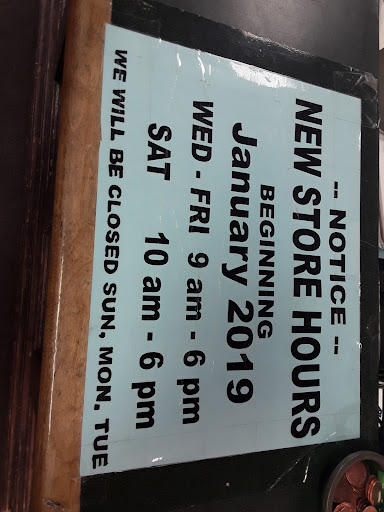 -- NOTICE --
NEW STORE HOURS
BEGINNING
January 2019
WED - FRI 9 am - 6 pm
SAT 10 am - 6 pm
WE WILL BE CLOSED SUN, MON. TUE